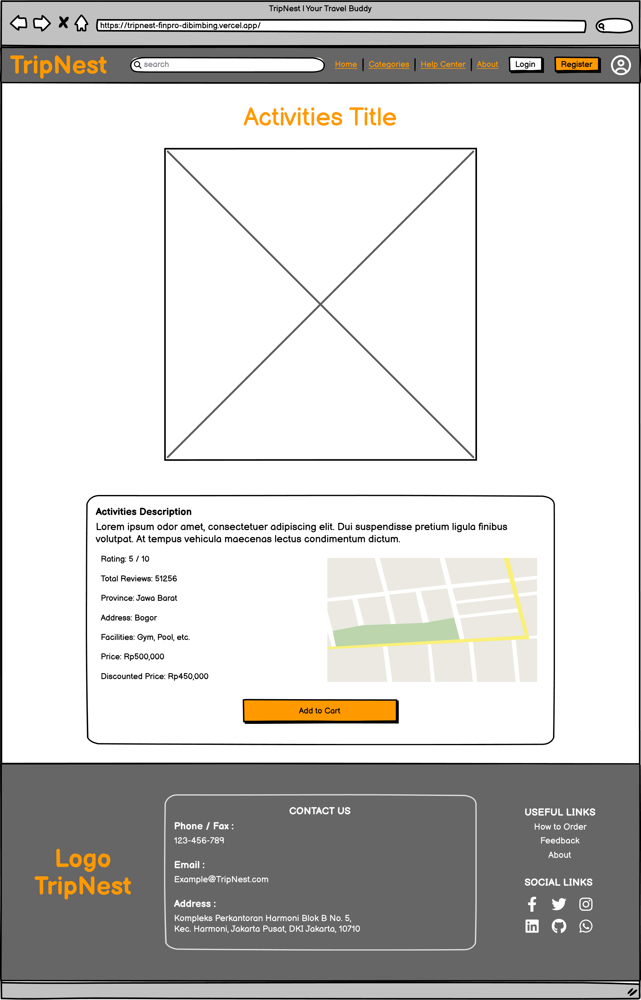 TripNest | Your Travel Buddy
https://tripnest-finpro-dibimbing.vercel.app/
TripNest
search
Home
Categories
Help Center
About
Login
Register
Activities Title
Activities Description
Lorem ipsum odor amet, consectetuer adipiscing elit. Dui suspendisse pretium ligula finibus
volutpat. At tempus vehicula maecenas lectus condimentum dictum.
Rating: 5 / 10
Total Reviews: 51256
Province: Jawa Barat
Address: Bogor
Facilities: Gym, Pool, etc.
Price: Rp500,000
Discounted Price: Rp450,000
Add to Cart
Logo
TripNest
CONTACT US
Phone / Fax :
123-456-789
Email :
Example@TripNest.com
Address :
Kompleks Perkantoran Harmoni Blok B No. 5,
Kec. Harmoni, Jakarta Pusat, DKI Jakarta, 10710
USEFUL LINKS
How to Order
Feedback
About
SOCIAL LINKS